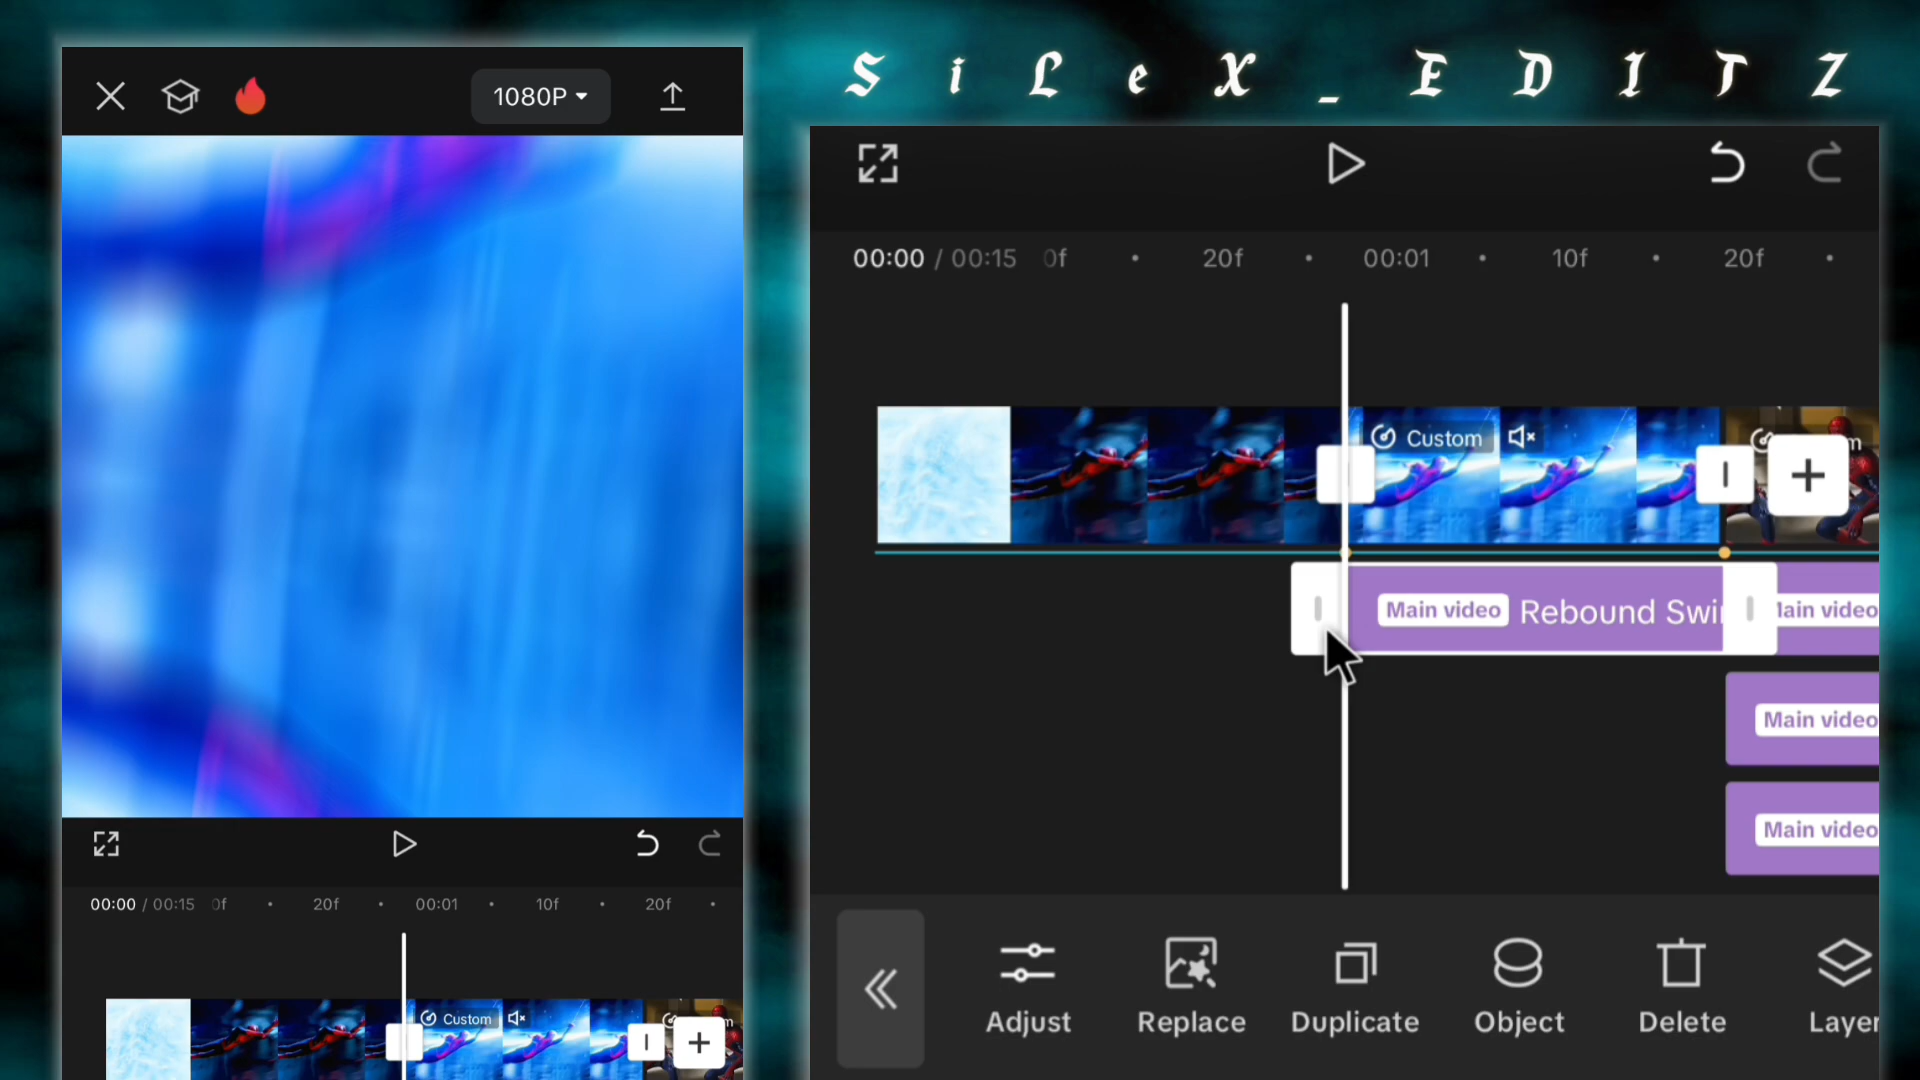 SiLeX_EDITZ
1080P
00:00 / 00:15 0f 20f 00:01 10f 20f
Custom
Main video Rebound Swi Main video
Main video
Main video
Adjust Replace Duplicate Object Delete Layer
00:00 / 00:15 0f 20f 00:01 10f 20f
Custom